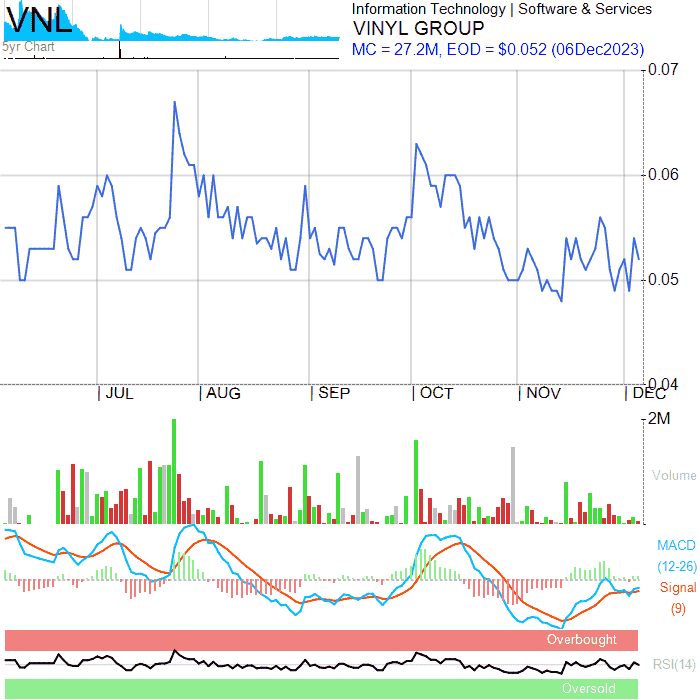 VNL
5yr Chart
Information Technology | Software & Services
VINYL GROUP
MC = 27.2M, EOD = $0.052 (06Dec2023)
0.07
0.06
0.05
0.04
JUL
AUG
SEP
OCT
NOV
DEC
2M
Volume
MACD
(12-26)
Signal
(9)
Overbought
RSI(14)
Oversold